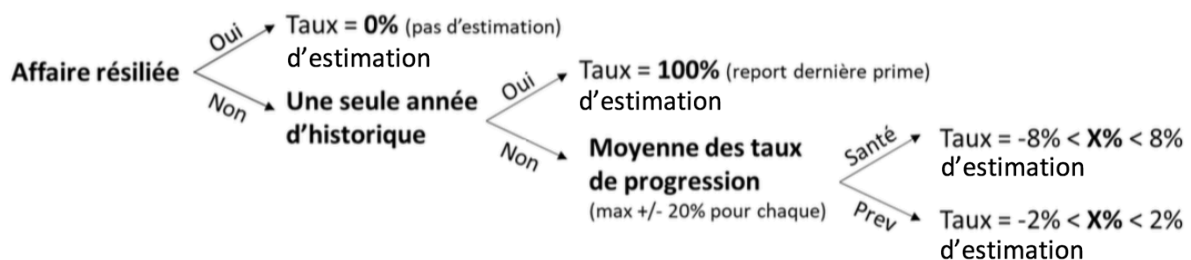 Affaire résiliée
Oui
Taux = 0% (pas d'estimation)
d'estimation
Non
Une seule année
d'historique
Oui
Taux = 100% (report dernière prime)
d'estimation
Non
Moyenne des taux
de progression
(max +/- 20% pour chaque)
Santé
Taux = -8% < X% < 8%
d'estimation
Prev
Taux = -2% < X% < 2%
d'estimation